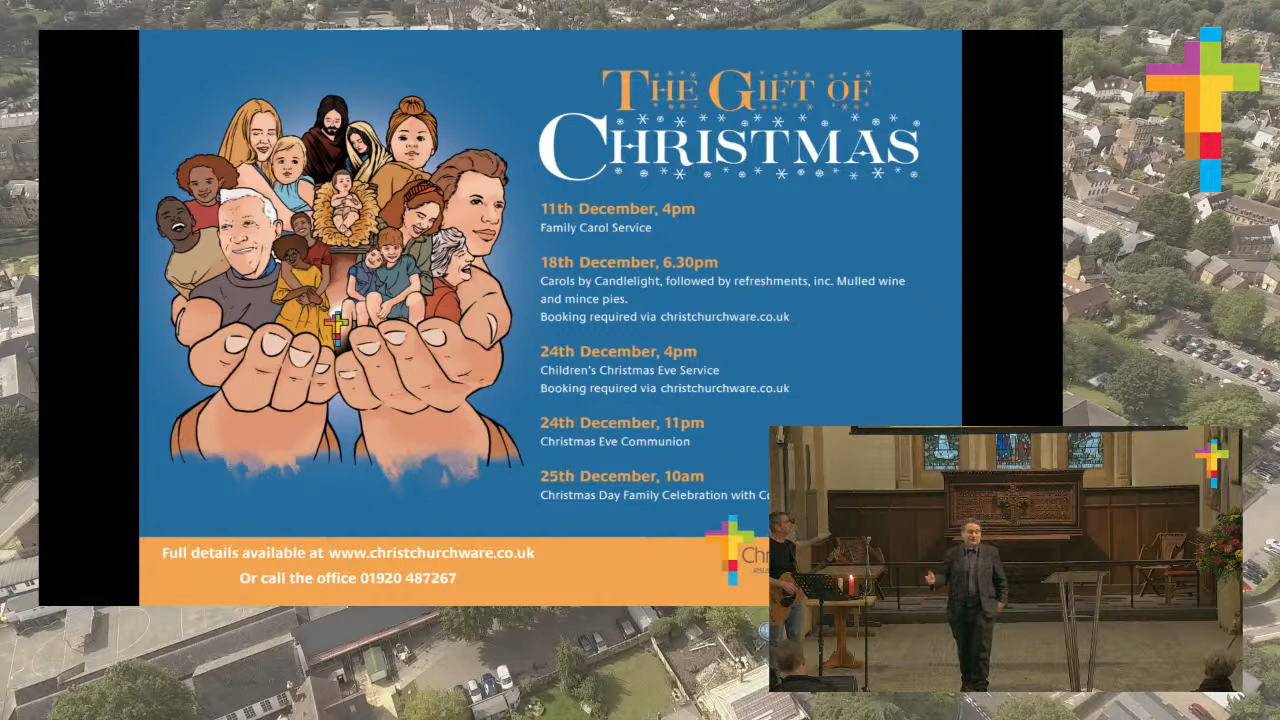 THE GIFT OF
CHRISTMAS
11th December, 4pm
Family Carol Service
18th December, 6.30pm
Carols by Candlelight, followed by refreshments, inc. Mulled wine
and mince pies.
Booking required via christchurchware.co.uk
24th December, 4pm
Children's Christmas Eve Service
Booking required via christchurchware.co.uk
24th December, 11pm
Christmas Eve Communion
25th December, 10am
Christmas Day Family Celebration with
Full details available at www.christchurchware.co.uk
Or call the office 01920 487267